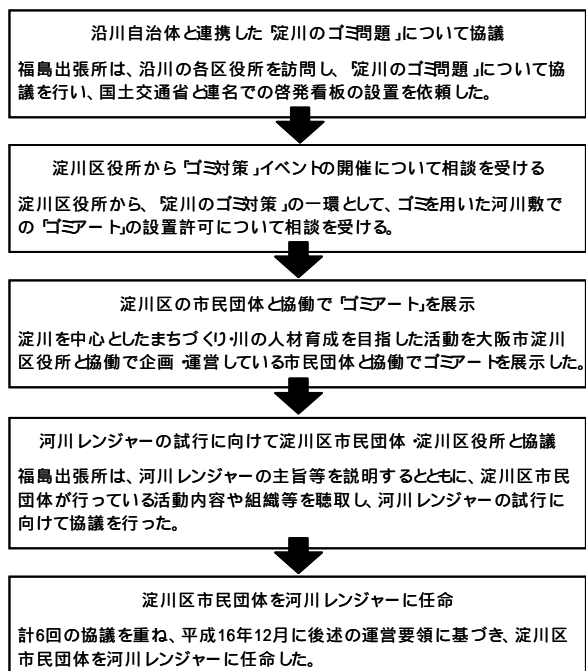 沿川自治体と連携した「淀川のゴミ問題」について協議
福島出張所は、沿川の各区役所を訪問し、「淀川のゴミ問題」について協
議を行い、国土交通省と連名での啓発看板の設置を依頼した。
淀川区役所から「ゴミ対策」イベントの開催について相談を受ける
淀川区役所から、「淀川のゴミ対策」の一環として、ゴミを用いた河川敷で
の「ゴミアート」の設置許可について相談を受ける。
淀川区の市民団体と協働で「ゴミアート」を展示
淀川を中心としたまちづくり・川の人材育成を目指した活動を大阪市淀川
区役所と協働で企画・運営している市民団体と協働でゴミアートを展示した。
河川レンジャーの試行に向けて淀川区市民団体・淀川区役所と協議
福島出張所は、河川レンジャーの主旨等を説明するとともに、淀川区市民
団体が行っている活動内容や組織等を聴取し、河川レンジャーの試行に
向けて協議を行った。
淀川区市民団体を河川レンジャーに任命
計6回の協議を重ね、平成16年12月に後述の運営要領に基づき、淀川区
市民団体を河川レンジャーに任命した。